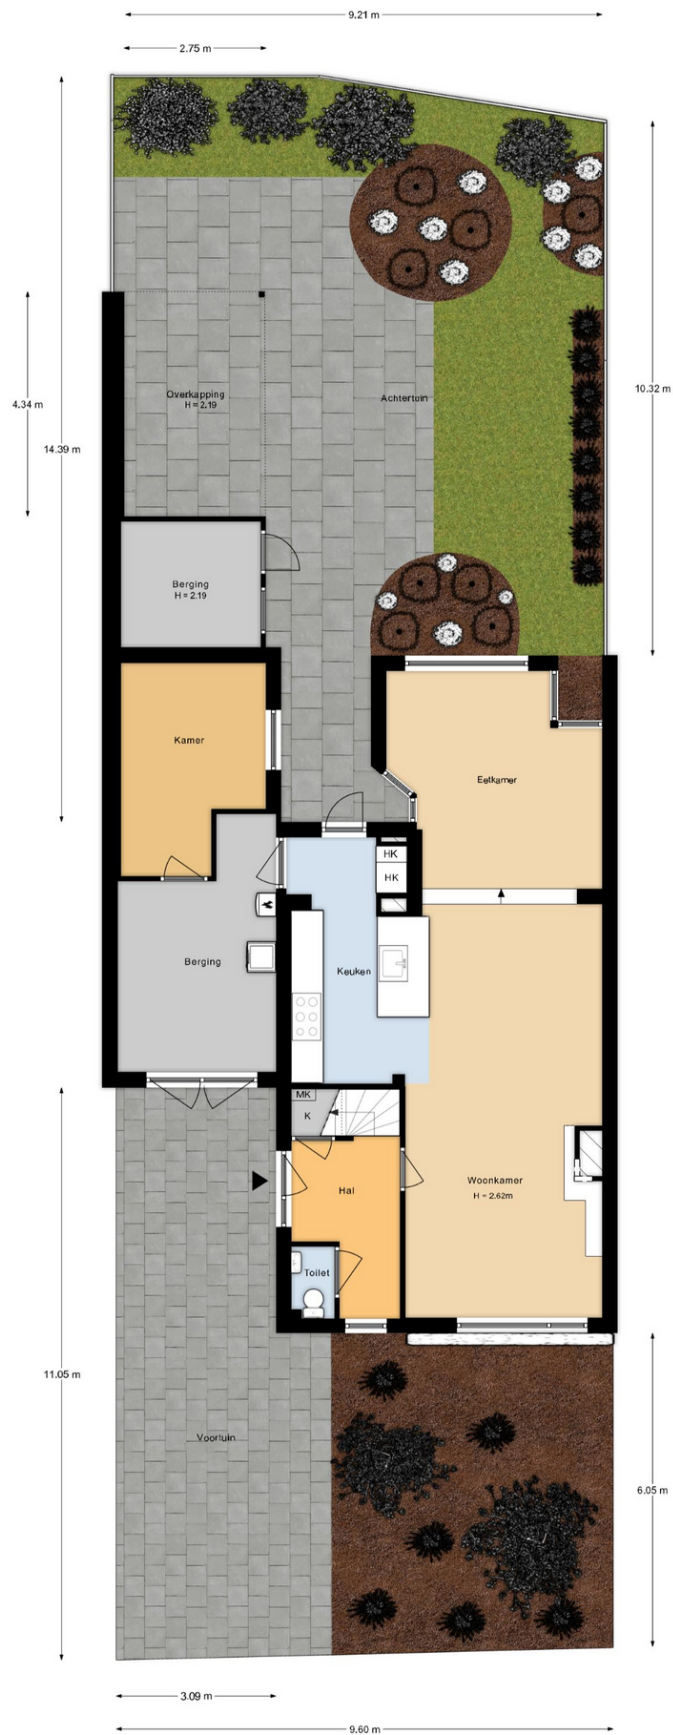 9.21 m
2.75 m
4.34 m
14.39 m
10.32 m
Overkapping
H = 2.19
Achtertuin
Berging
H = 2.19
Kamer
Eetkamer
HK
HK
Berging
Keuken
MK
K
Hal
Woonkamer
H = 2.62m
Toilet
11.05 m
Voortuin
6.05 m
3.09 m
9.60 m